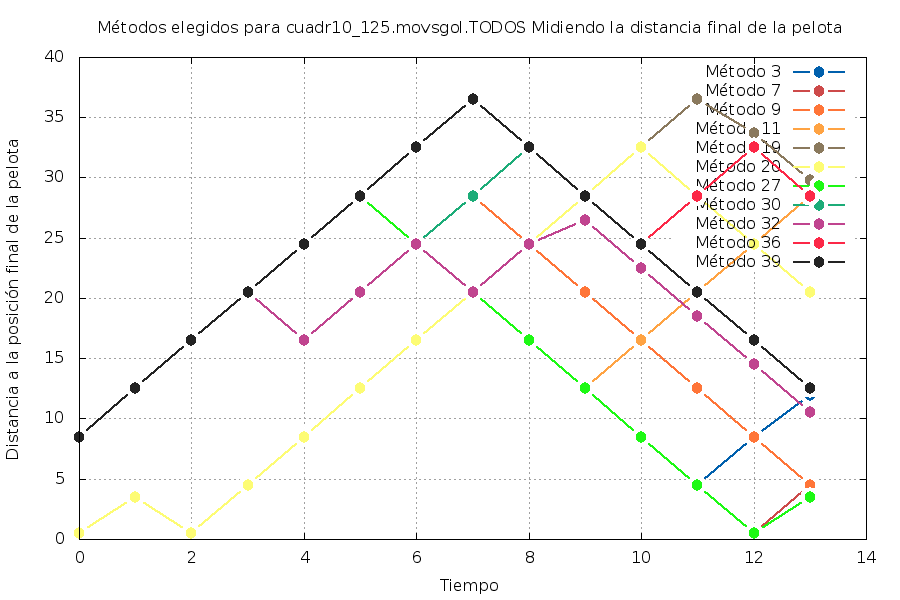 Métodos elegidos para cuadr10_125.movsgol.TODOS Midiendo la distancia final de la pelota
Distancia a la posición final de la pelota
40
35
30
25
20
15
10
5
0
Método 3
Método 7
Método 9
Método 11
Método 19
Método 20
Método 27
Método 30
Método 32
Método 36
Método 39
0 2 4 6 8 10 12 14
Tiempo